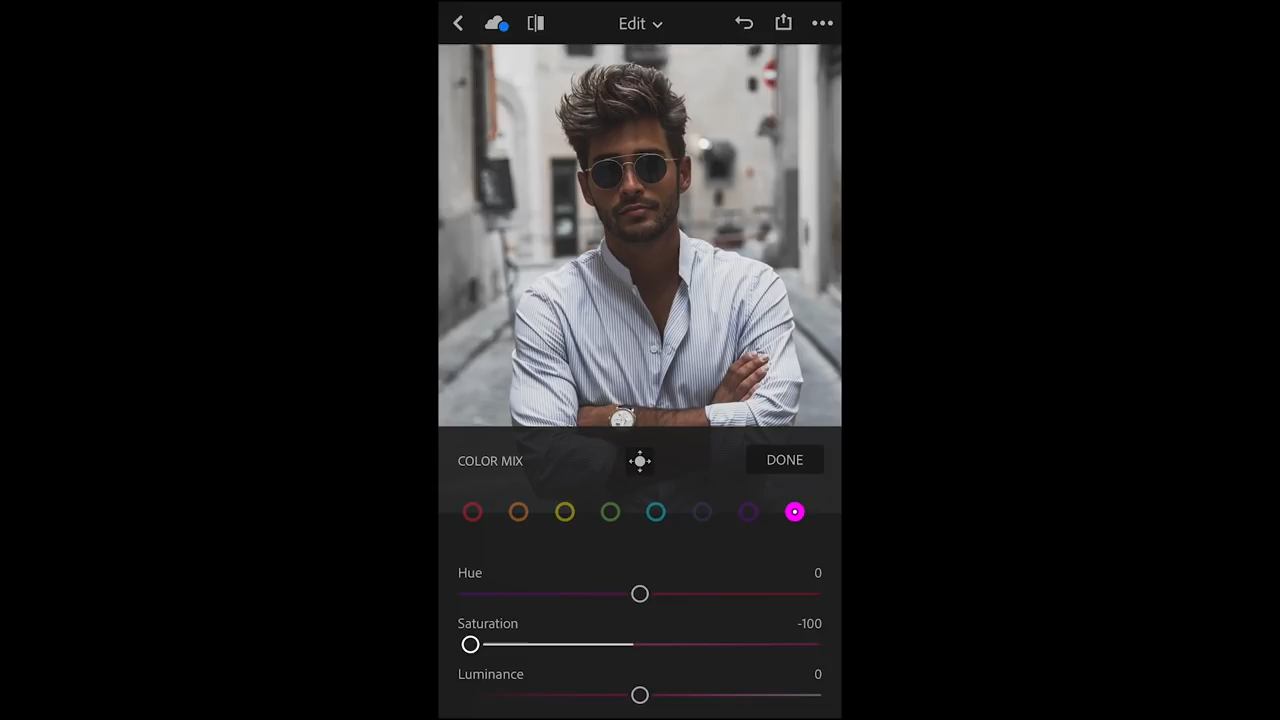 Edit
COLOR MIX
DONE
Hue 0
Saturation -100
Luminance 0